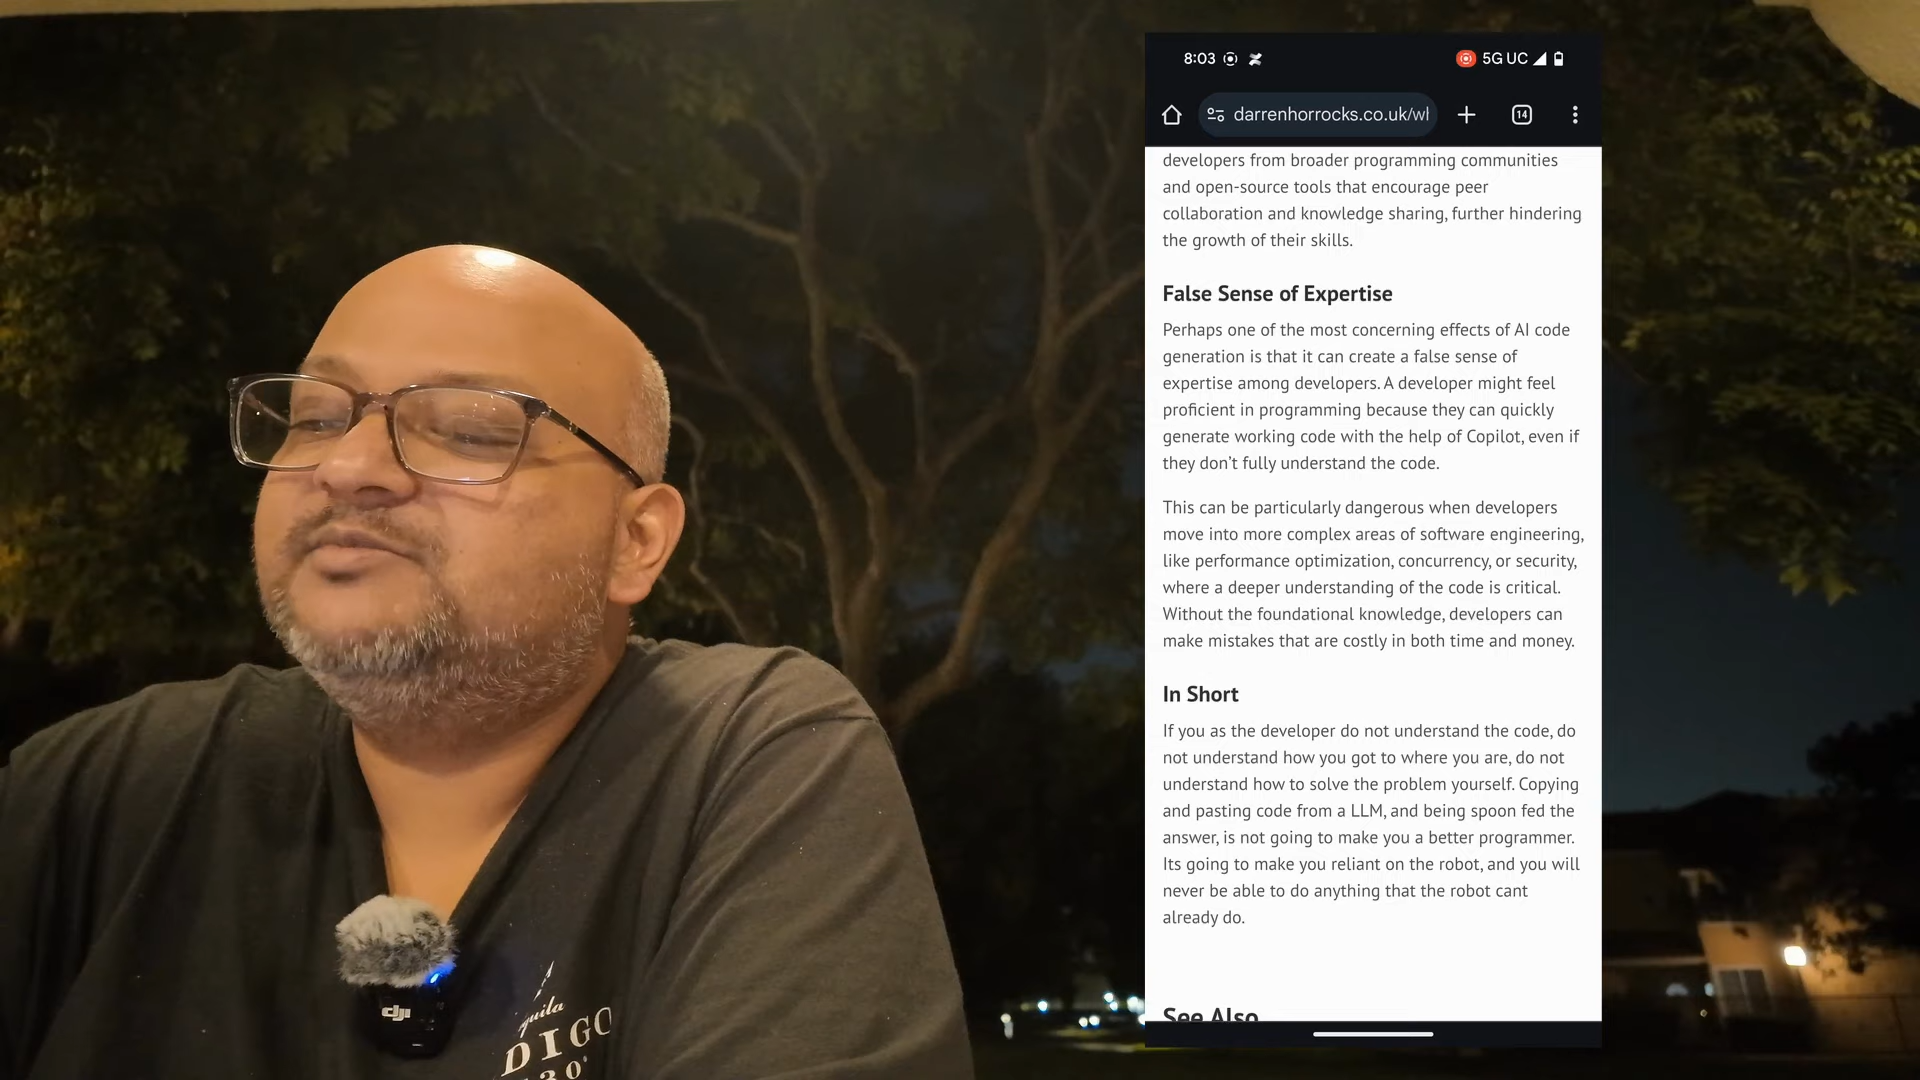 8:03
5G UC
darrenhorrocks.co.uk/wl
14
developers from broader programming communities
and open-source tools that encourage peer
collaboration and knowledge sharing, further hindering
the growth of their skills.
False Sense of Expertise
Perhaps one of the most concerning effects of AI code
generation is that it can create a false sense of
expertise among developers. A developer might feel
proficient in programming because they can quickly
generate working code with the help of Copilot, even if
they don’t fully understand the code.
This can be particularly dangerous when developers
move into more complex areas of software engineering,
like performance optimization, concurrency, or security,
where a deeper understanding of the code is critical.
Without the foundational knowledge, developers can
make mistakes that are costly in both time and money.
In Short
If you as the developer do not understand the code, do
not understand how you got to where you are, do not
understand how to solve the problem yourself. Copying
and pasting code from a LLM, and being spoon fed the
answer, is not going to make you a better programmer.
Its going to make you reliant on the robot, and you will
never be able to do anything that the robot cant
already do.
See Also
dji
quila
DIGO
30°